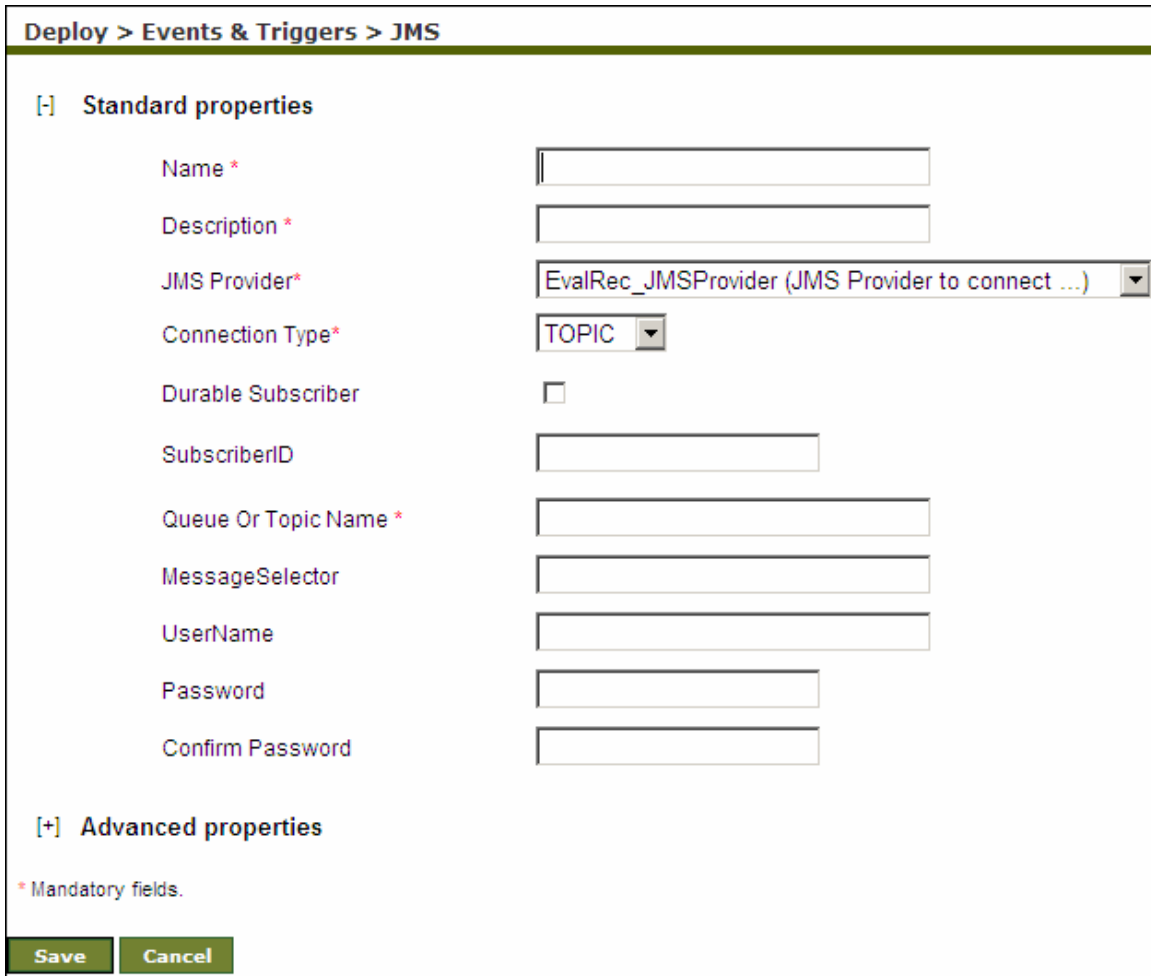 Deploy > Events & Triggers > JMS
[-] Standard properties
Name *
Description *
JMS Provider* EvalRec_JMSProvider (JMS Provider to connect ...)
Connection Type* TOPIC
Durable Subscriber
SubscriberID
Queue Or Topic Name *
MessageSelector
UserName
Password
Confirm Password
[+] Advanced properties
* Mandatory fields.
Save Cancel